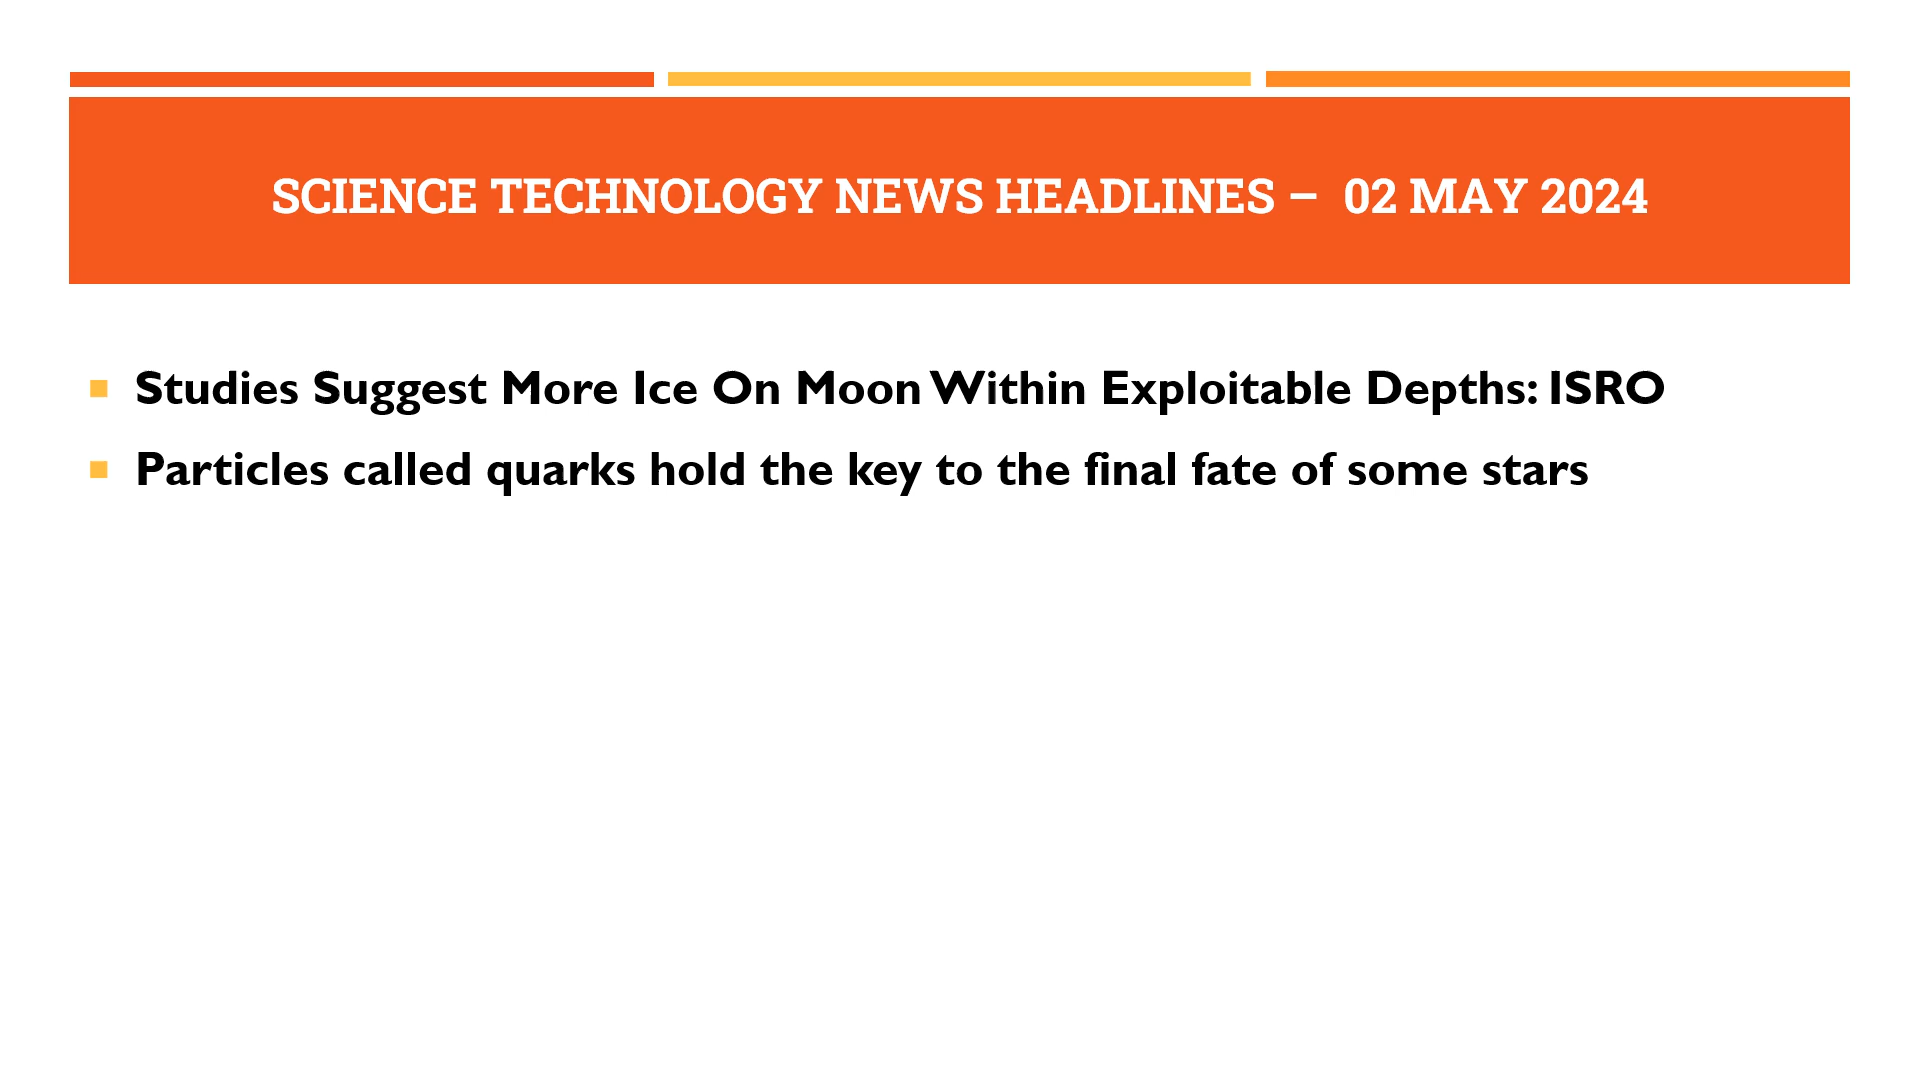 SCIENCE TECHNOLOGY NEWS HEADLINES – 02 MAY 2024
Studies Suggest More Ice On Moon Within Exploitable Depths: ISRO
Particles called quarks hold the key to the final fate of some stars